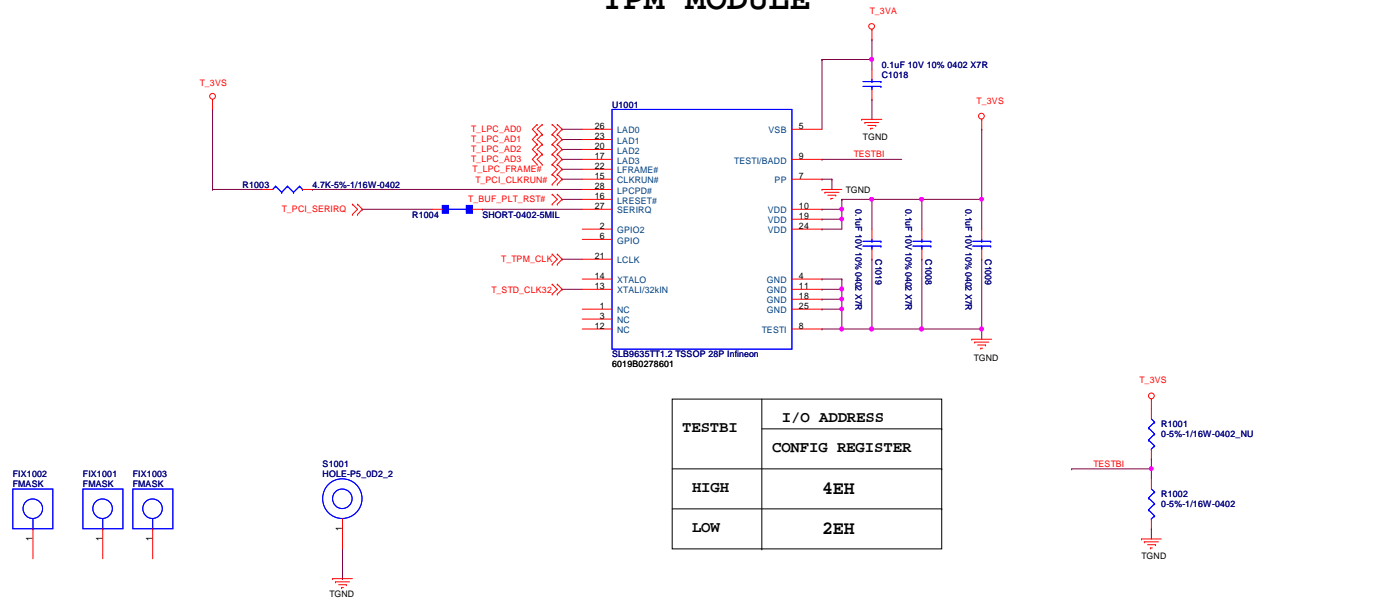 TPM MODULE
T_3VA
0.1uF 10V 10% 0402 X7R
C1018
TGND
T_3VS
T_3VS
U1001
T_LPC_AD0 26 LAD0
T_LPC_AD1 23 LAD1
T_LPC_AD2 20 LAD2
T_LPC_AD3 17 LAD3
T_LPC_FRAME# 22 LFRAME#
T_PCI_CLKRUN# 15 CLKRUN#
R1003 4.7K-5%-1/16W-0402 28 LPCPD#
T_BUF_PLT_RST# 16 LRESET#
T_PCI_SERIRQ R1004 SHORT-0402-5MIL 27 SERIRQ
2 GPIO2
6 GPIO
T_TPM_CLK 21 LCLK
14 XTALO
T_STD_CLK32 13 XTALI/32kIN
1 NC
3 NC
12 NC
VSB 5
TESTI/BADD 9 TESTBI
PP 7 TGND
VDD 10
VDD 19
VDD 24
GND 4
GND 11
GND 18
GND 25
TESTI 8
0.1uF 10V 10% 0402 X7R
C1019
0.1uF 10V 10% 0402 X7R
C1008
0.1uF 10V 10% 0402 X7R
C1009
TGND
SLB9635TT1.2 TSSOP 28P Infineon
6019B0278601
TESTBI I/O ADDRESS
CONFIG REGISTER
HIGH 4EH
LOW 2EH
T_3VS
R1001
0-5%-1/16W-0402_NU
TESTBI
R1002
0-5%-1/16W-0402
TGND
FIX1002
FMASK
1
FIX1001
FMASK
1
FIX1003
FMASK
1
S1001
HOLE-P5_0D2_2
1
TGND